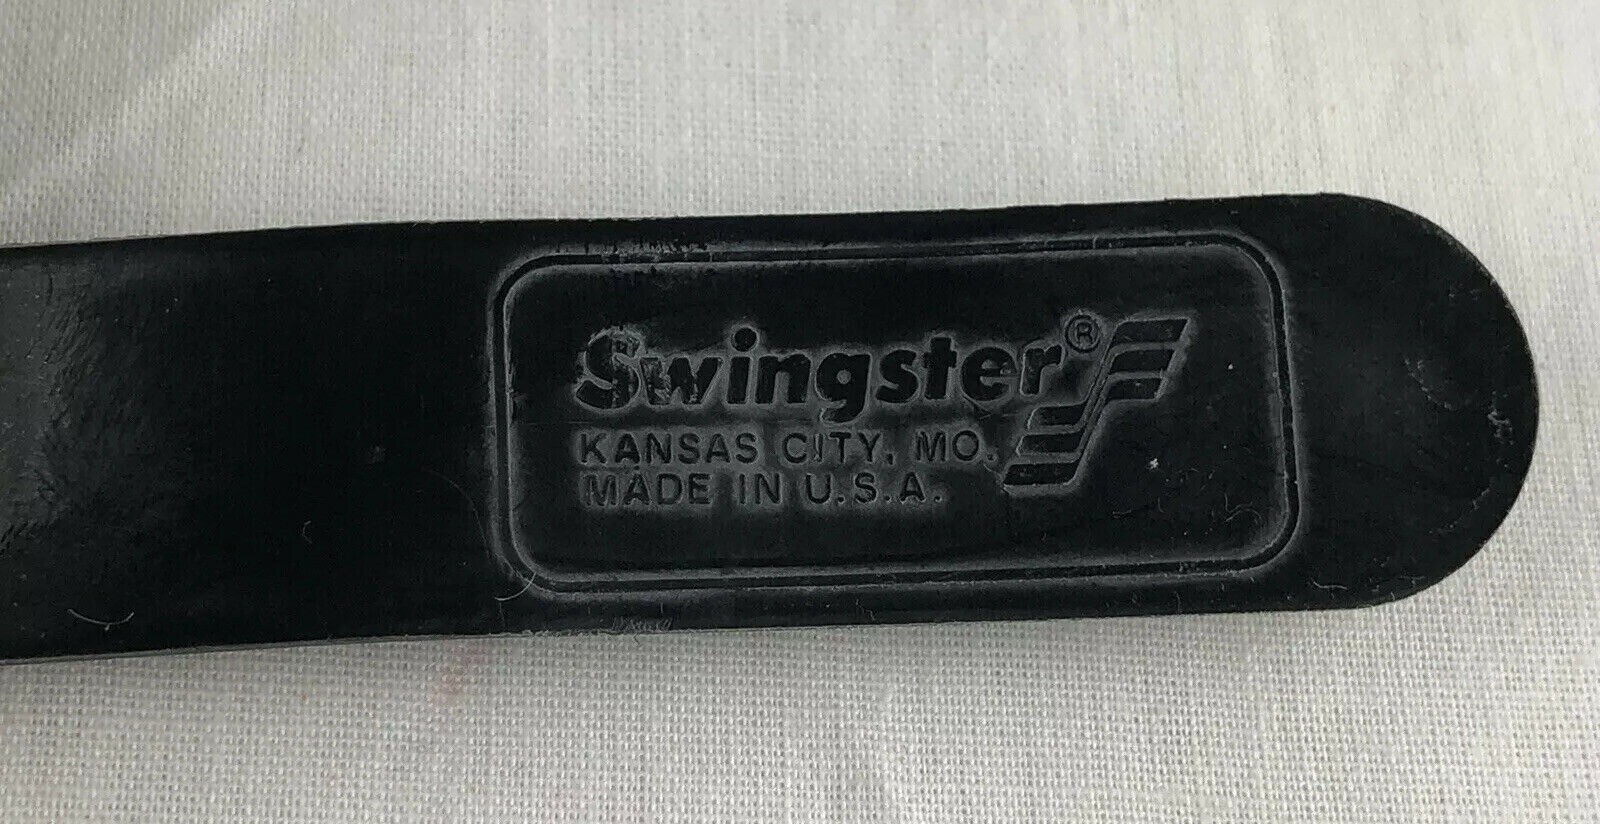 Swingster®
KANSAS CITY, MO.
MADE IN U.S.A.